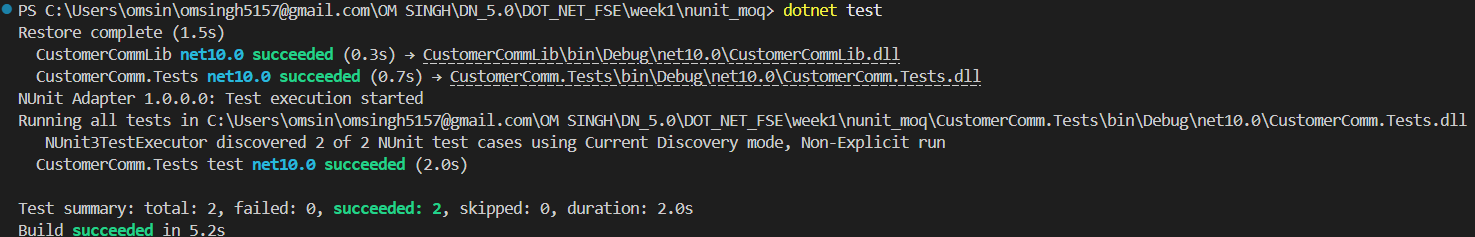 PS C:\Users\omsin\omsingh5157@gmail.com\OM SINGH\DN_5.0\DOT_NET_FSE\week1\nunit_moq> dotnet test
Restore complete (1.5s)
  CustomerCommLib net10.0 succeeded (0.3s) → CustomerCommLib\bin\Debug\net10.0\CustomerCommLib.dll
  CustomerComm.Tests net10.0 succeeded (0.7s) → CustomerComm.Tests\bin\Debug\net10.0\CustomerComm.Tests.dll
NUnit Adapter 1.0.0.0: Test execution started
Running all tests in C:\Users\omsin\omsingh5157@gmail.com\OM SINGH\DN_5.0\DOT_NET_FSE\week1\nunit_moq\CustomerComm.Tests\bin\Debug\net10.0\CustomerComm.Tests.dll
   NUnit3TestExecutor discovered 2 of 2 NUnit test cases using Current Discovery mode, Non-Explicit run
  CustomerComm.Tests test net10.0 succeeded (2.0s)

Test summary: total: 2, failed: 0, succeeded: 2, skipped: 0, duration: 2.0s
Build succeeded in 5.2s